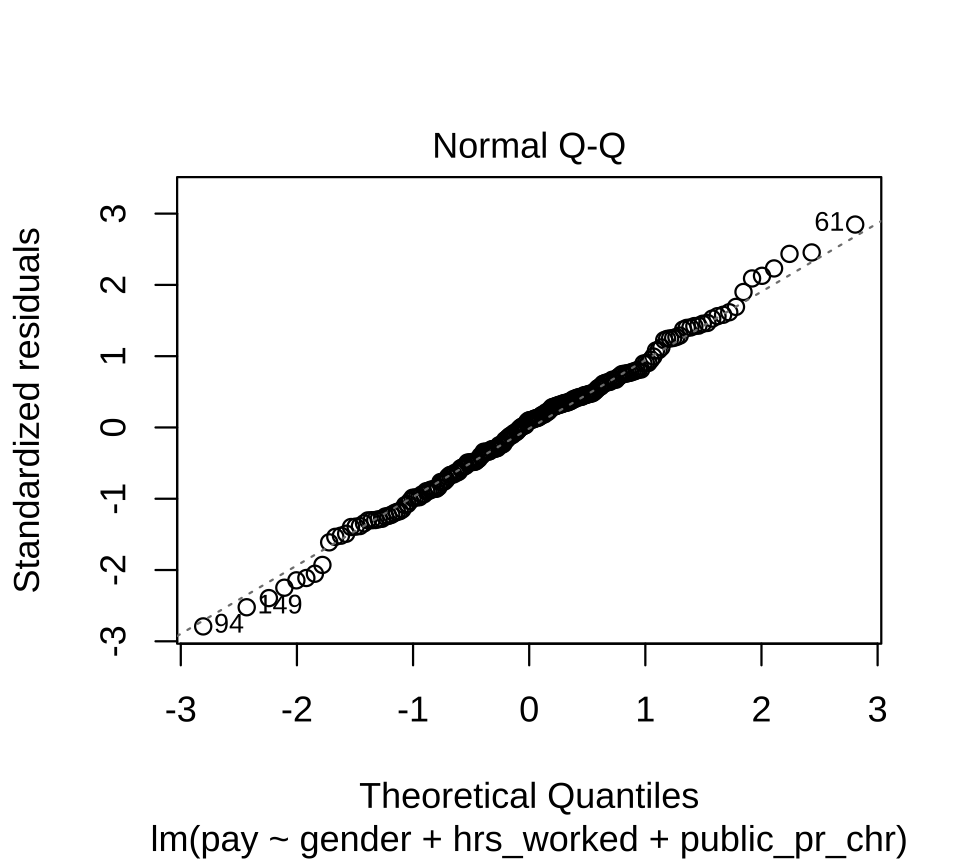 Normal Q-Q
Standardized residuals
3
2
1
0
-1
-2
-3
61
149
94
-3 -2 -1 0 1 2 3
Theoretical Quantiles
lm(pay ~ gender + hrs_worked + public_pr_chr)